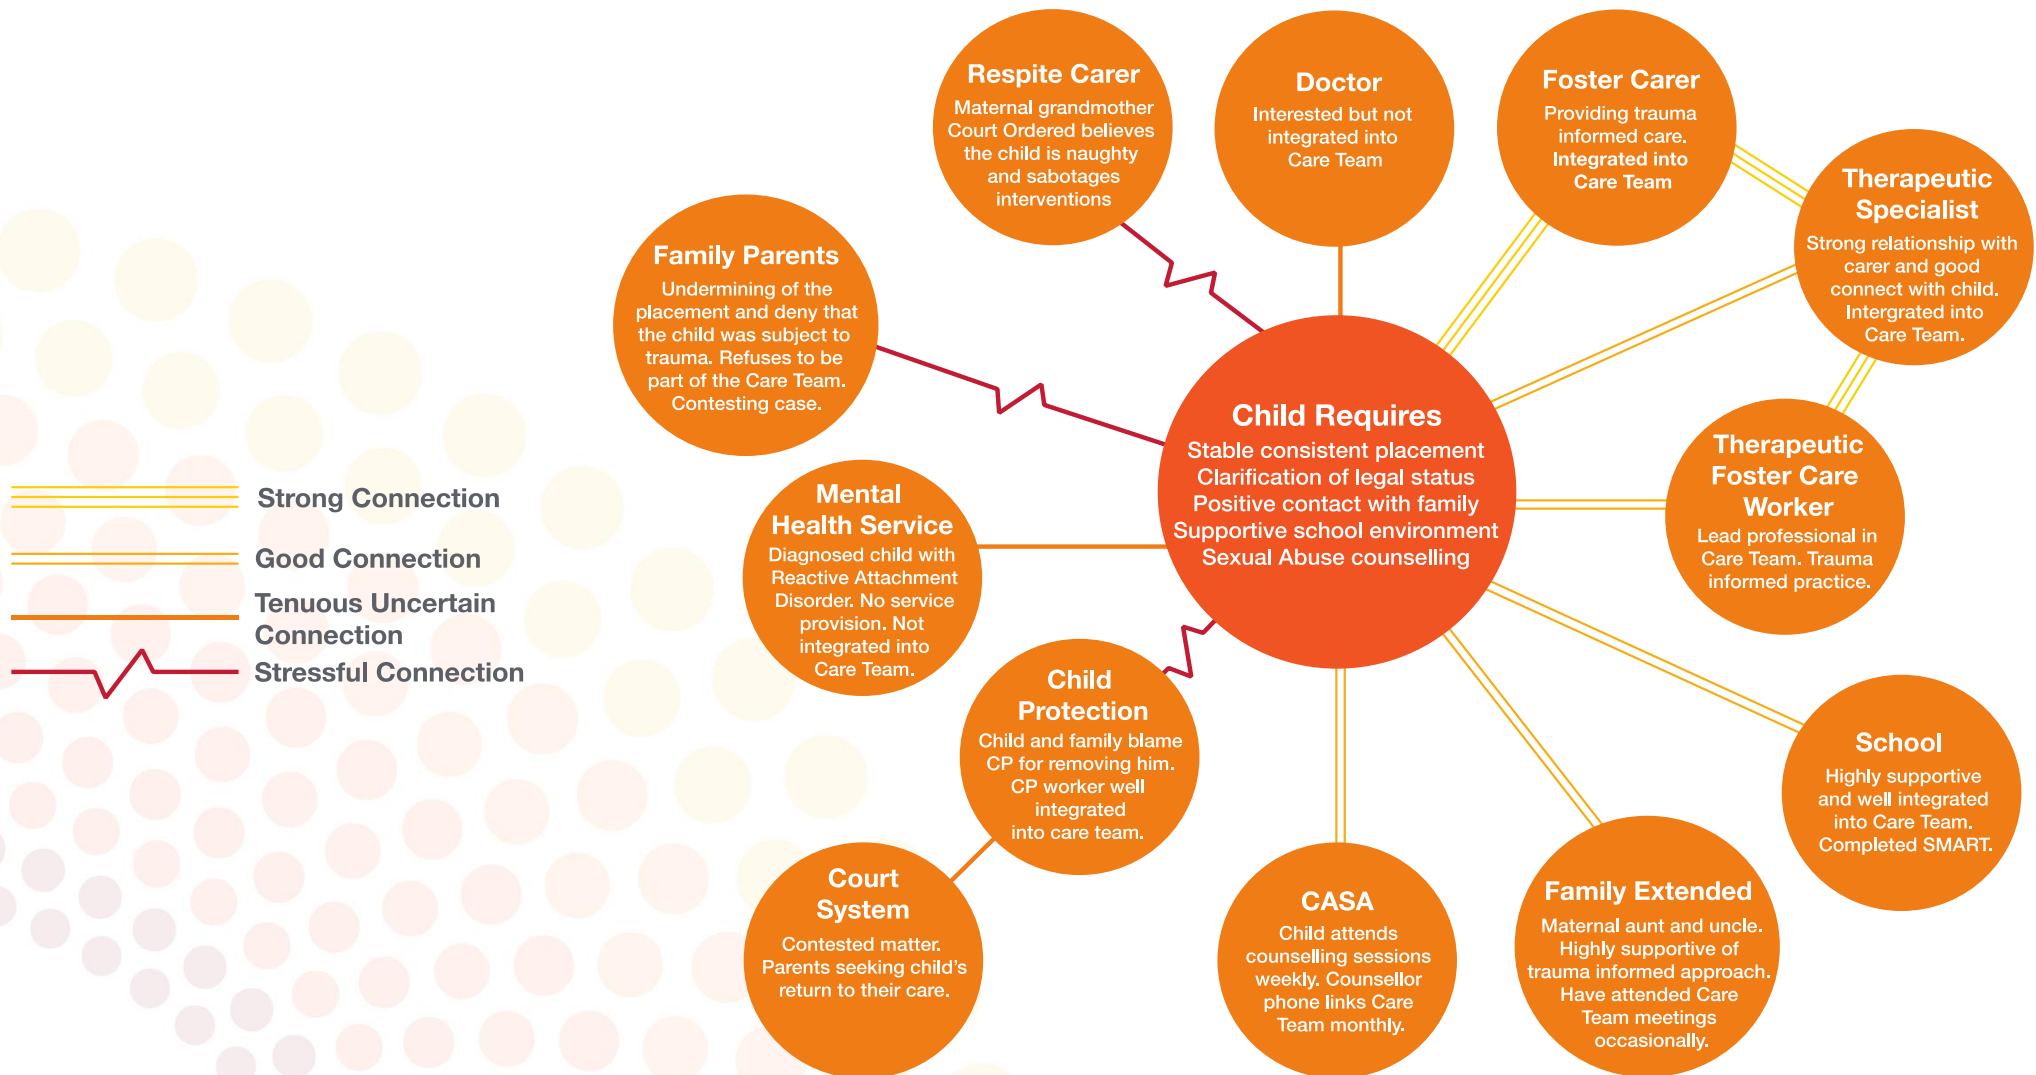 Respite Carer
Maternal grandmother
Court Ordered believes
the child is naughty
and sabotages
interventions
Doctor
Interested but not
integrated into
Care Team
Foster Carer
Providing trauma
informed care.
Integrated into
Care Team
Therapeutic
Specialist
Strong relationship with
carer and good
connect with child.
Intergrated into
Care Team.
Family Parents
Undermining of the
placement and deny that
the child was subject to
trauma. Refuses to be
part of the Care Team.
Contesting case.
Child Requires
Stable consistent placement
Clarification of legal status
Positive contact with family
Supportive school environment
Sexual Abuse counselling
Therapeutic
Foster Care
Worker
Lead professional in
Care Team. Trauma
informed practice.
Strong Connection
Good Connection
Tenuous Uncertain
Connection
Stressful Connection
Mental
Health Service
Diagnosed child with
Reactive Attachment
Disorder. No service
provision. Not
integrated into
Care Team.
Child
Protection
Child and family blame
CP for removing him.
CP worker well
integrated
into care team.
School
Highly supportive
and well integrated
into Care Team.
Completed SMART.
Court
System
Contested matter.
Parents seeking child's
return to their care.
CASA
Child attends
counselling sessions
weekly. Counsellor
phone links Care
Team monthly.
Family Extended
Maternal aunt and uncle.
Highly supportive of
trauma informed approach.
Have attended Care
Team meetings
occasionally.